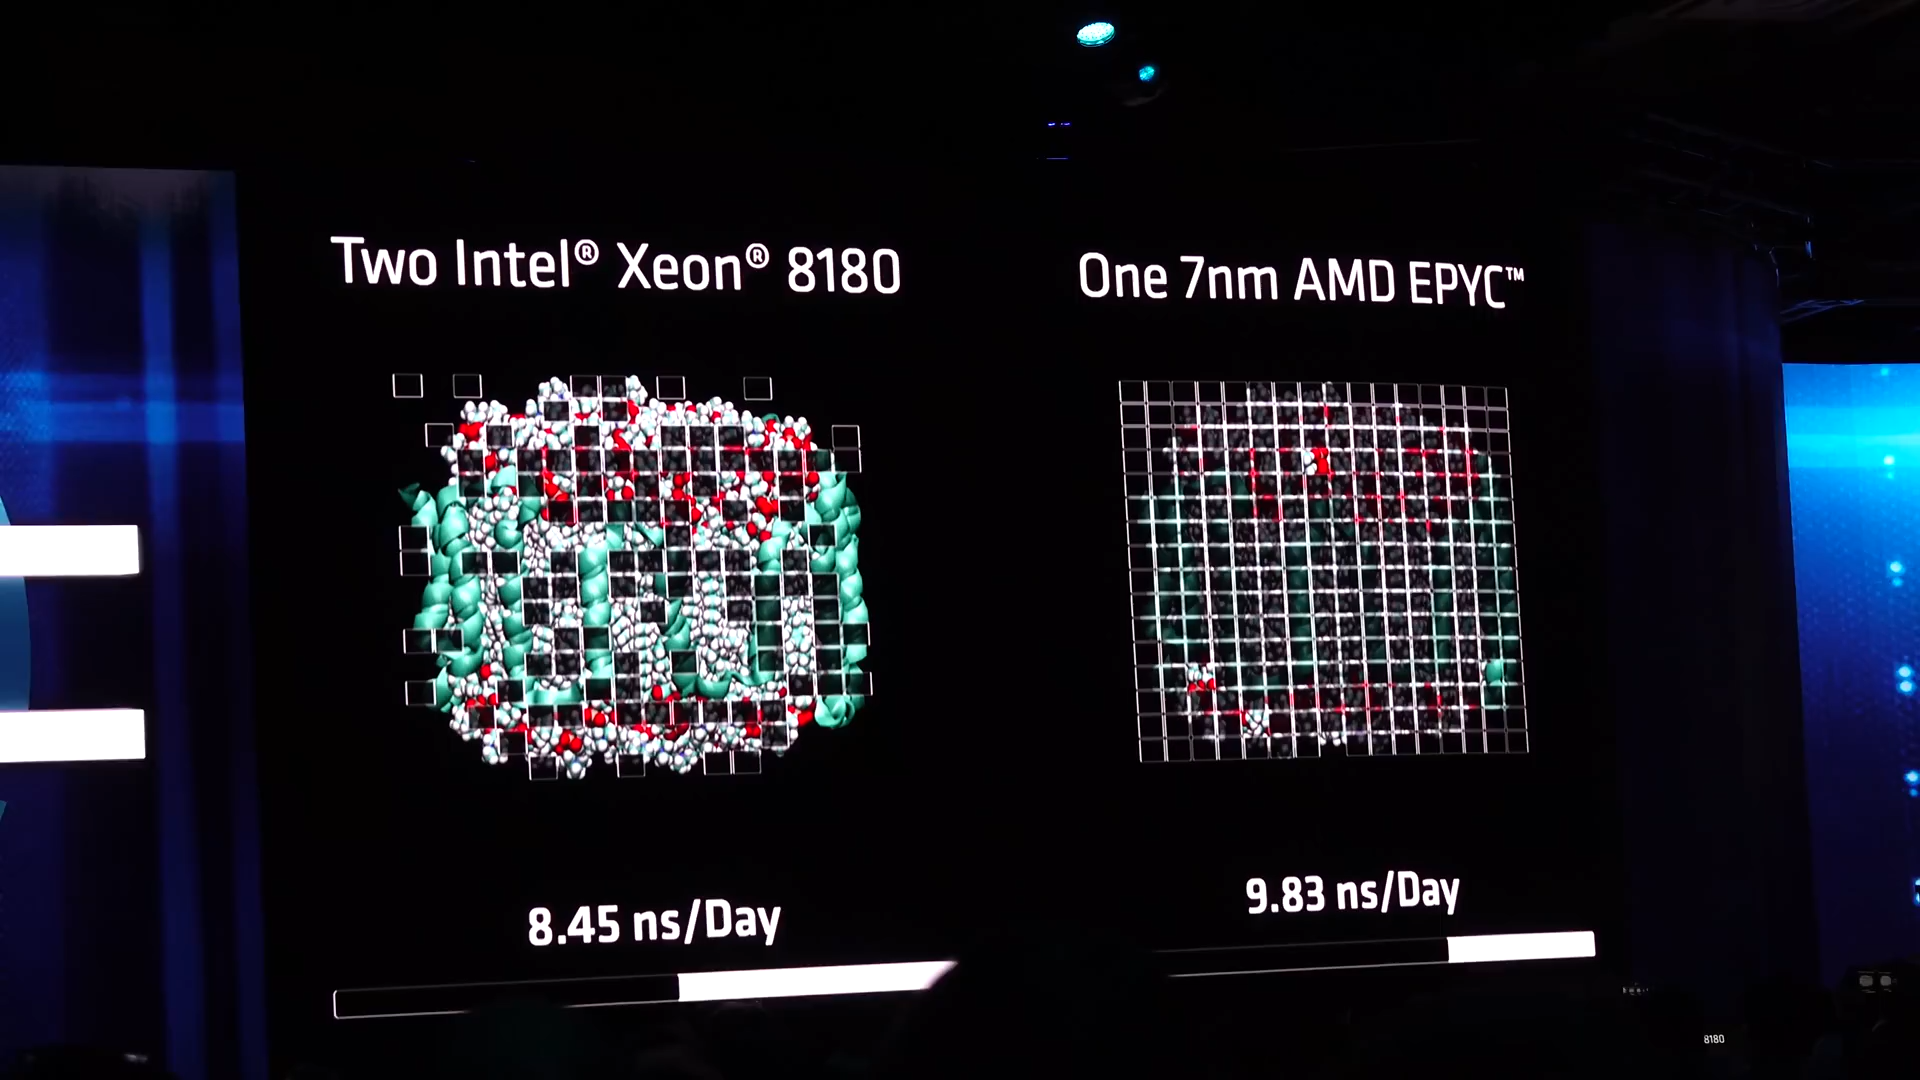 Two Intel® Xeon® 8180
One 7nm AMD EPYC™
8.45 ns/Day
9.83 ns/Day
8180